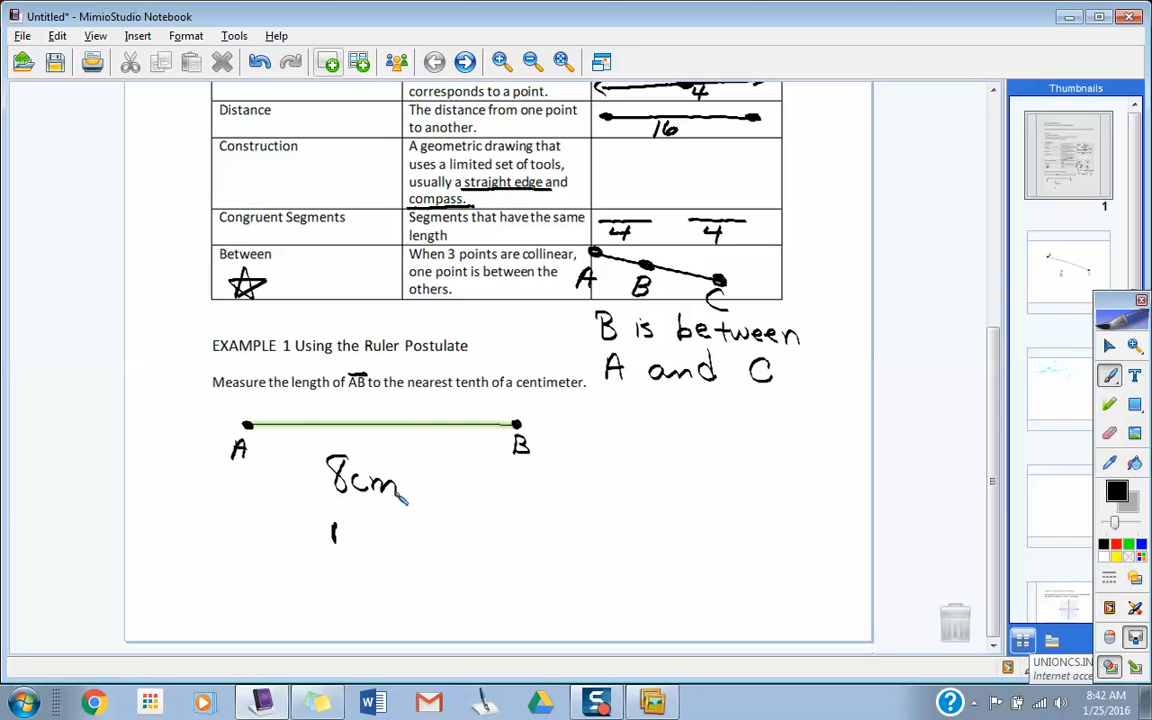 Untitled* - MimioStudio Notebook
File Edit View Insert Format Tools Help
Thumbnails
corresponds to a point.
4
Distance
The distance from one point
to another.
16
Construction
A geometric drawing that
uses a limited set of tools,
usually a straight edge and
compass.
Congruent Segments
Segments that have the same
length
4 4
Between
When 3 points are collinear,
one point is between the
others.
A B C
B is between
A and C
EXAMPLE 1 Using the Ruler Postulate
Measure the length of AB to the nearest tenth of a centimeter.
A B
8cm
1
UNIONCS.IN
Internet acce
8:42 AM
1/25/2016